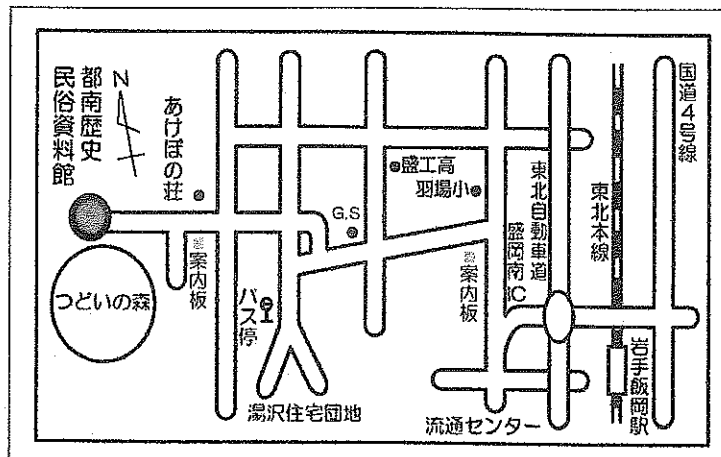 国道4号線
東北本線
岩手飯岡駅
東北自動車道
盛岡南IC
案内板
流通センター
盛工高
羽場小
G.S
バス停
湯沢住宅団地
案内板
あけぼの荘
N
都南歴史
民俗資料館
つどいの森